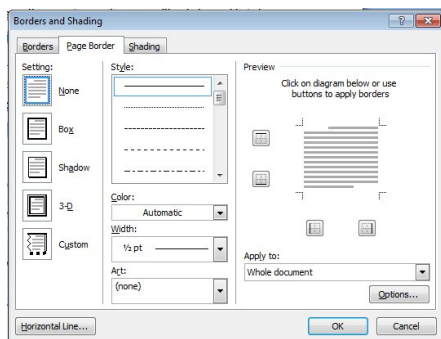 Borders and Shading
Borders
Page Border
Shading
Setting:
None
Box
Shadow
3-D
Custom
Style:
Color:
Automatic
Width:
½ pt
Art:
(none)
Preview
Click on diagram below or use
buttons to apply borders
Apply to:
Whole document
Options...
Horizontal Line...
OK
Cancel